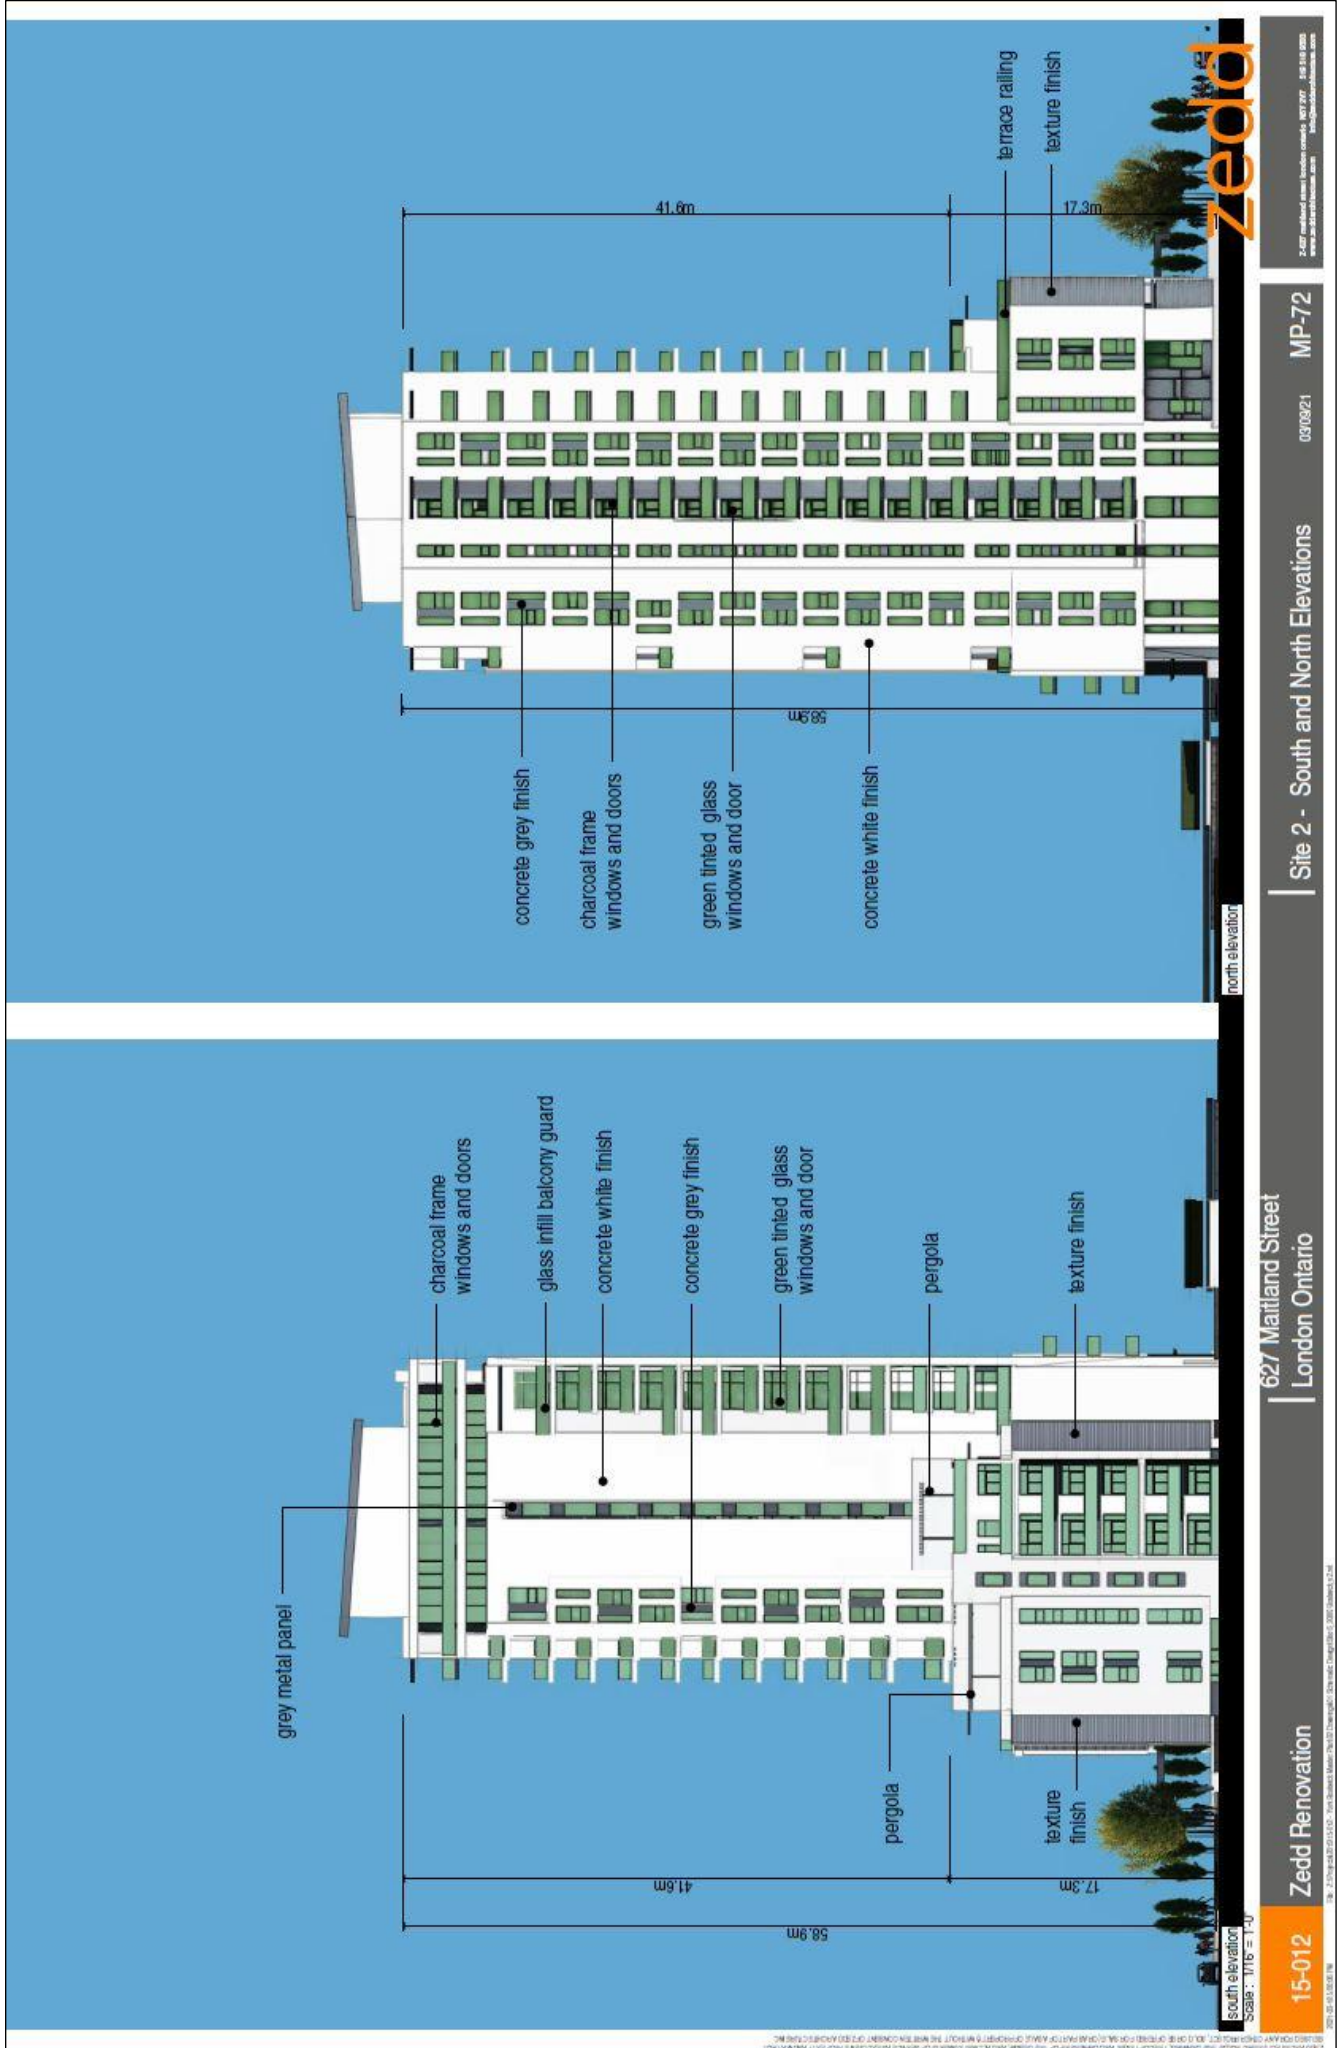 grey metal panel
charcoal frame
windows and doors
glass infill balcony guard
concrete white finish
concrete grey finish
green tinted glass
windows and door
pergola
texture finish
pergola
texture
finish
41.6m
17.3m
58.9m
south elevation
Scale : 1/16" = 1'-0"
concrete grey finish
charcoal frame
windows and doors
green tinted glass
windows and door
concrete white finish
58.9m
41.6m
17.3m
terrace railing
texture finish
north elevation
zedd
15-012
Zedd Renovation
627 Maitland Street
London Ontario
Site 2 - South and North Elevations
03/09/21
MP-72